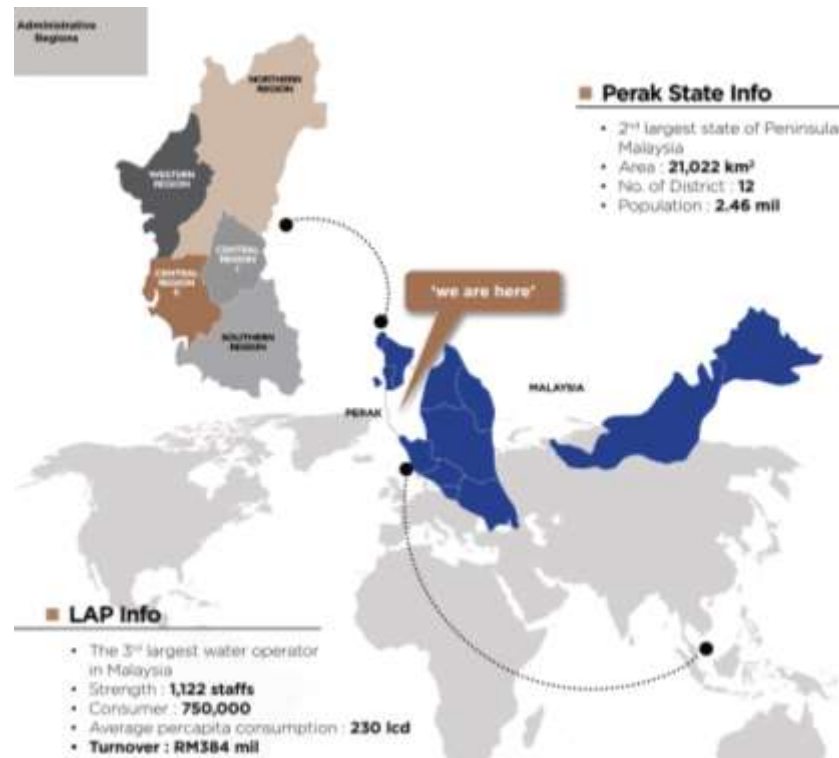 Administrative
Regions
NORTHERN
REGION
WESTERN
REGION
CENTRAL
REGION
I
CENTRAL
REGION
II
SOUTHERN
REGION
Perak State Info
• 2nd largest state of Peninsula
Malaysia
• Area : 21,022 km²
• No. of District : 12
• Population : 2.46 mil
'we are here'
PERAK
MALAYSIA
LAP Info
• The 3rd largest water operator
in Malaysia
• Strength : 1,122 staffs
• Consumer : 750,000
• Average percapita consumption : 230 lcd
• Turnover : RM384 mil